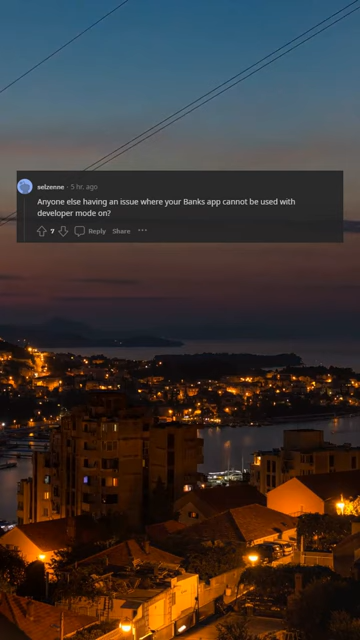 selzenne · 5 hr. ago
Anyone else having an issue where your Banks app cannot be used with
developer mode on?
7 Reply Share ···